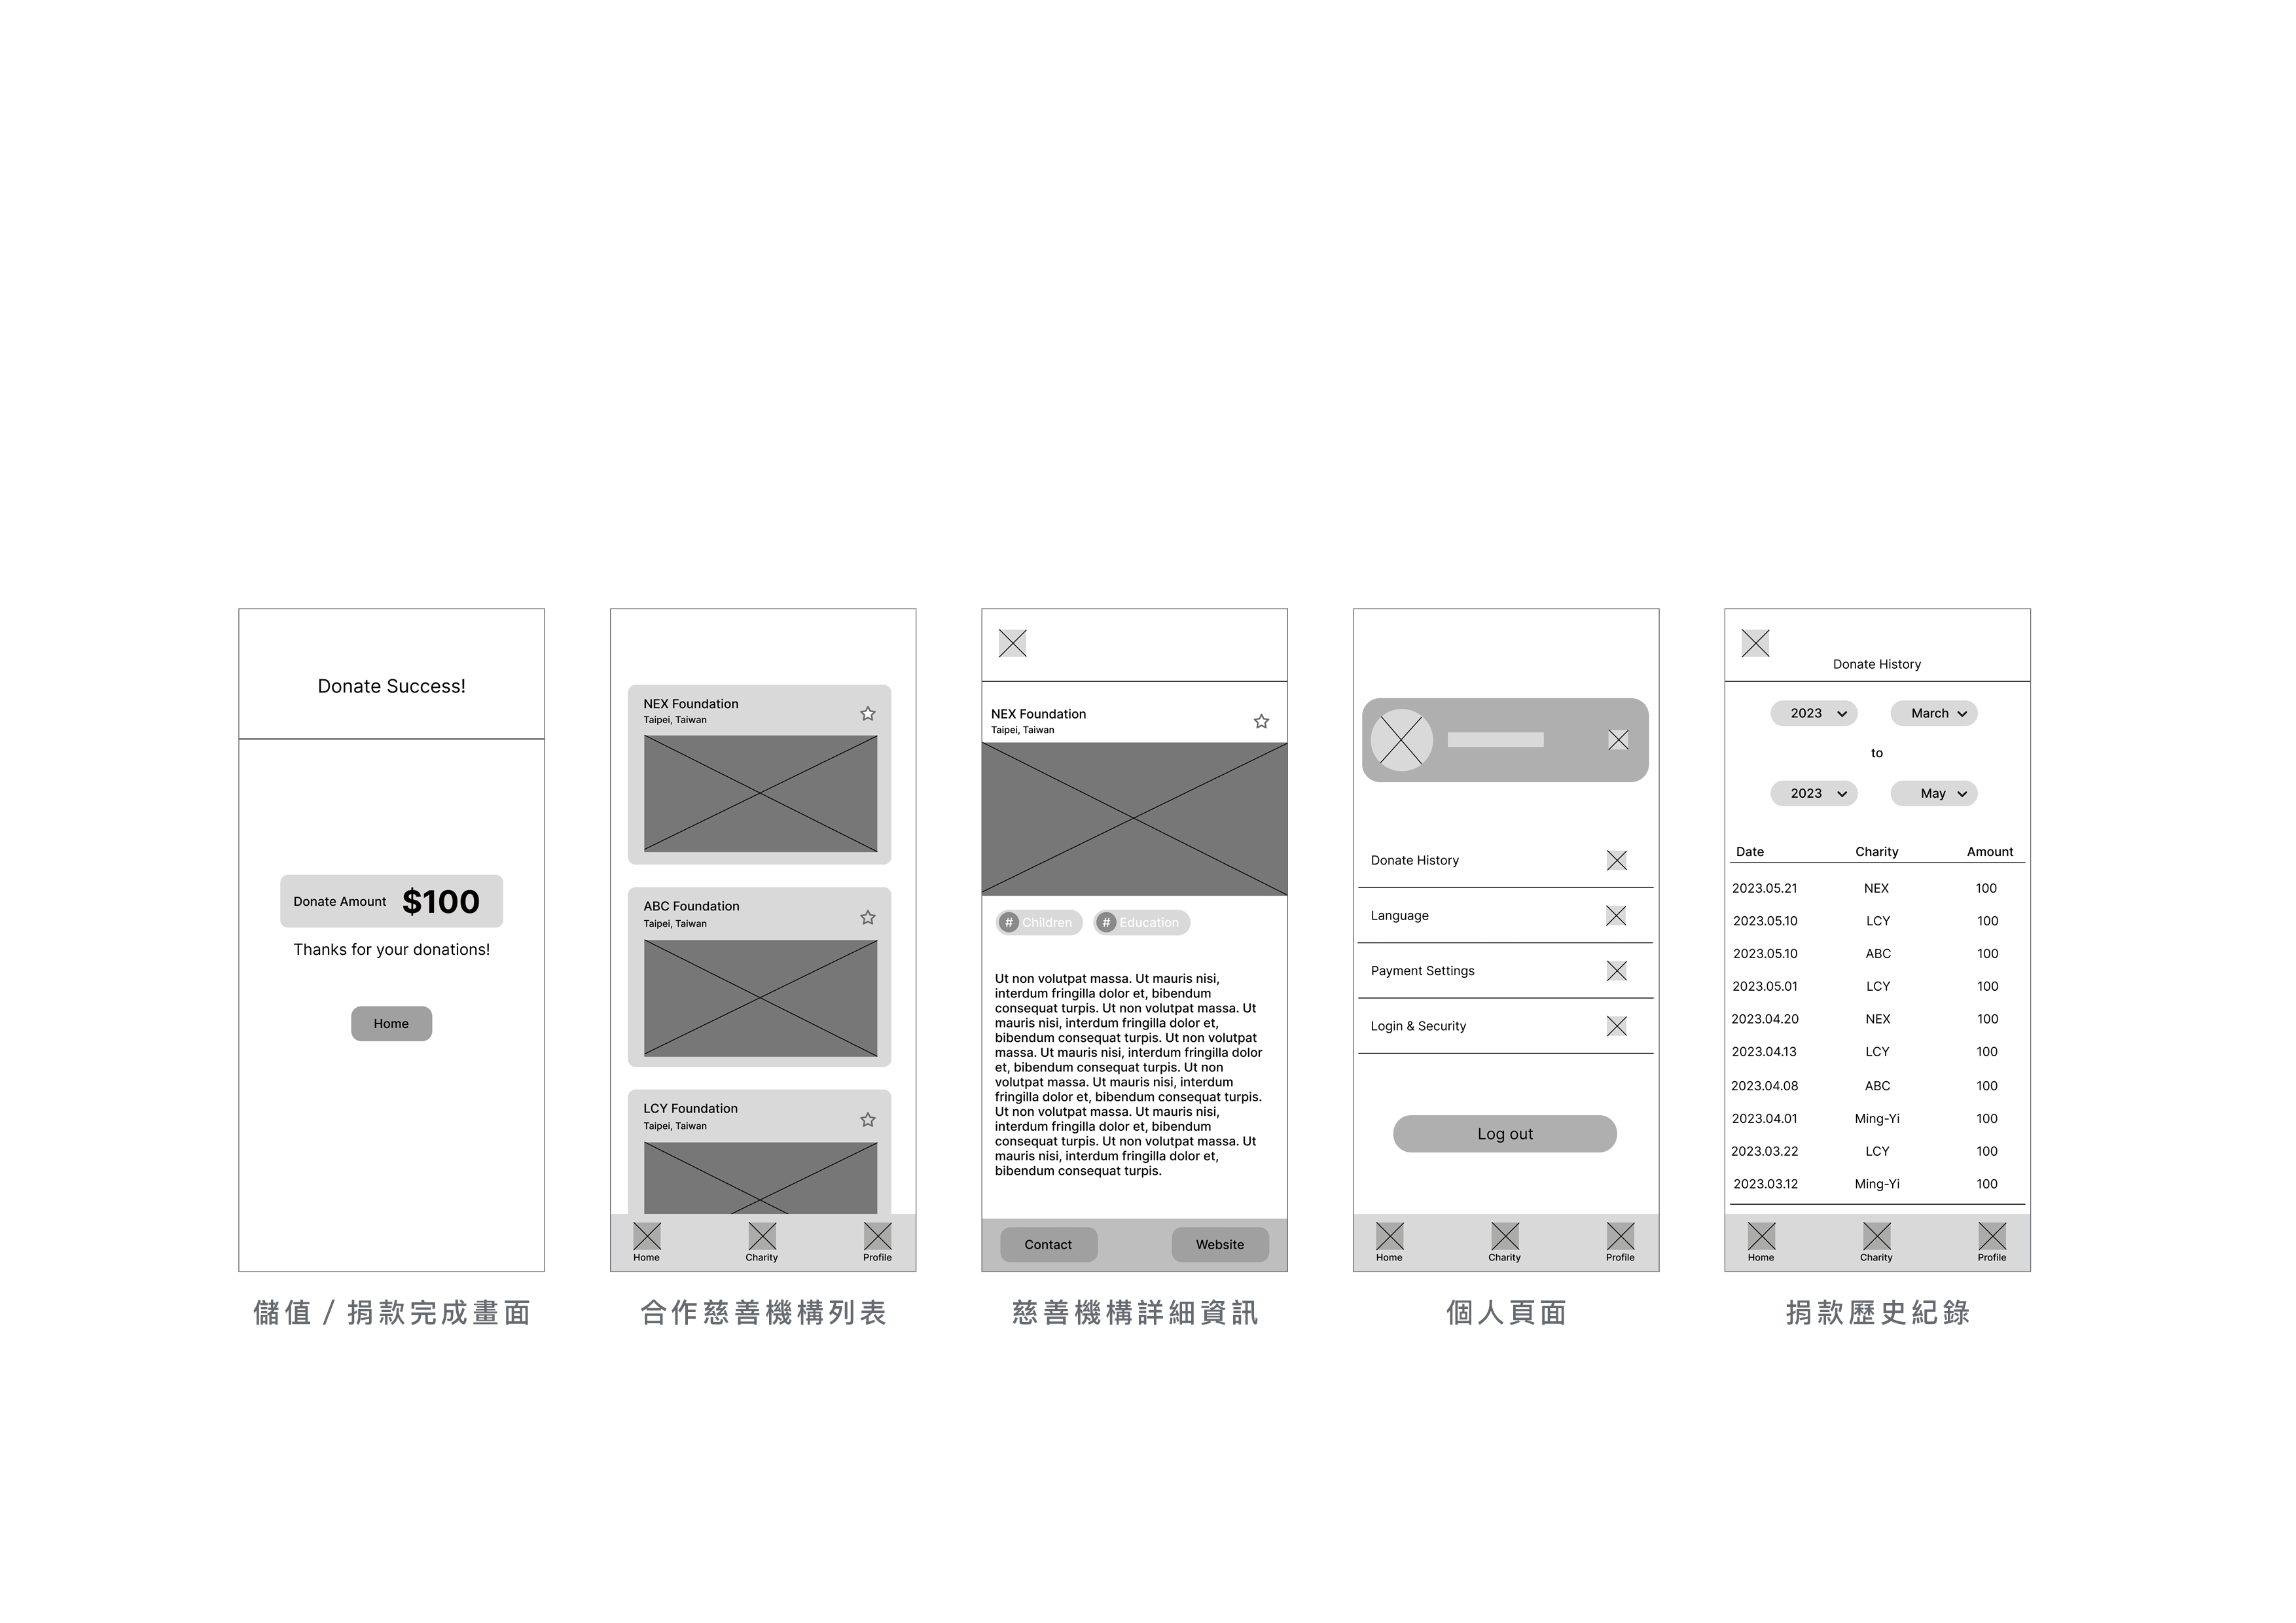 Donate Success!
Donate Amount $100
Thanks for your donations!
Home
儲值 / 捐款完成畫面
NEX Foundation
Taipei, Taiwan
ABC Foundation
Taipei, Taiwan
LCY Foundation
Taipei, Taiwan
Home Charity Profile
合作慈善機構列表
NEX Foundation
Taipei, Taiwan
# Children # Education
Ut non volutpat massa. Ut mauris nisi,
interdum fringilla dolor et, bibendum
consequat turpis. Ut non volutpat massa. Ut
mauris nisi, interdum fringilla dolor et,
bibendum consequat turpis. Ut non volutpat
massa. Ut mauris nisi, interdum fringilla dolor
et, bibendum consequat turpis. Ut non
volutpat massa. Ut mauris nisi, interdum
fringilla dolor et, bibendum consequat turpis.
Ut non volutpat massa. Ut mauris nisi,
interdum fringilla dolor et, bibendum
consequat turpis. Ut non volutpat massa. Ut
mauris nisi, interdum fringilla dolor et,
bibendum consequat turpis.
Contact Website
慈善機構詳細資訊
Donate History
Language
Payment Settings
Login & Security
Log out
Home Charity Profile
個人頁面
Donate History
2023 March
to
2023 May
Date Charity Amount
2023.05.21 NEX 100
2023.05.10 LCY 100
2023.05.10 ABC 100
2023.05.01 LCY 100
2023.04.20 NEX 100
2023.04.13 LCY 100
2023.04.08 ABC 100
2023.04.01 Ming-Yi 100
2023.03.22 LCY 100
2023.03.12 Ming-Yi 100
Home Charity Profile
捐款歷史紀錄